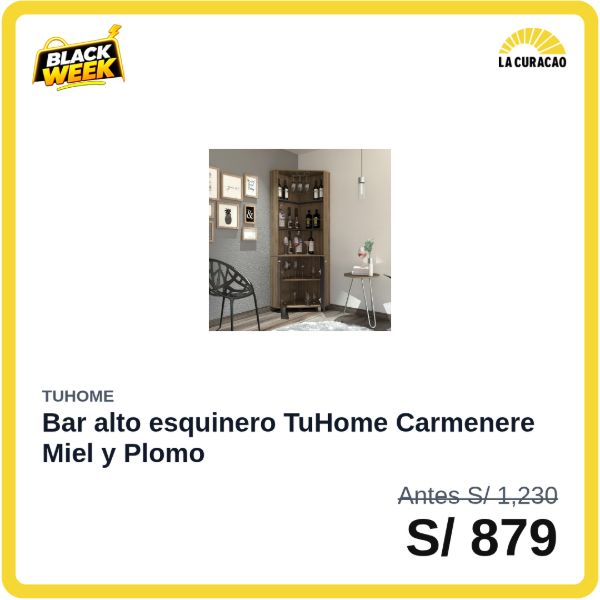 BLACK
WEEK
LA CURACAO
&
TUHOME
Bar alto esquinero TuHome Carmenere
Miel y Plomo
Antes S/ 1,230
S/ 879